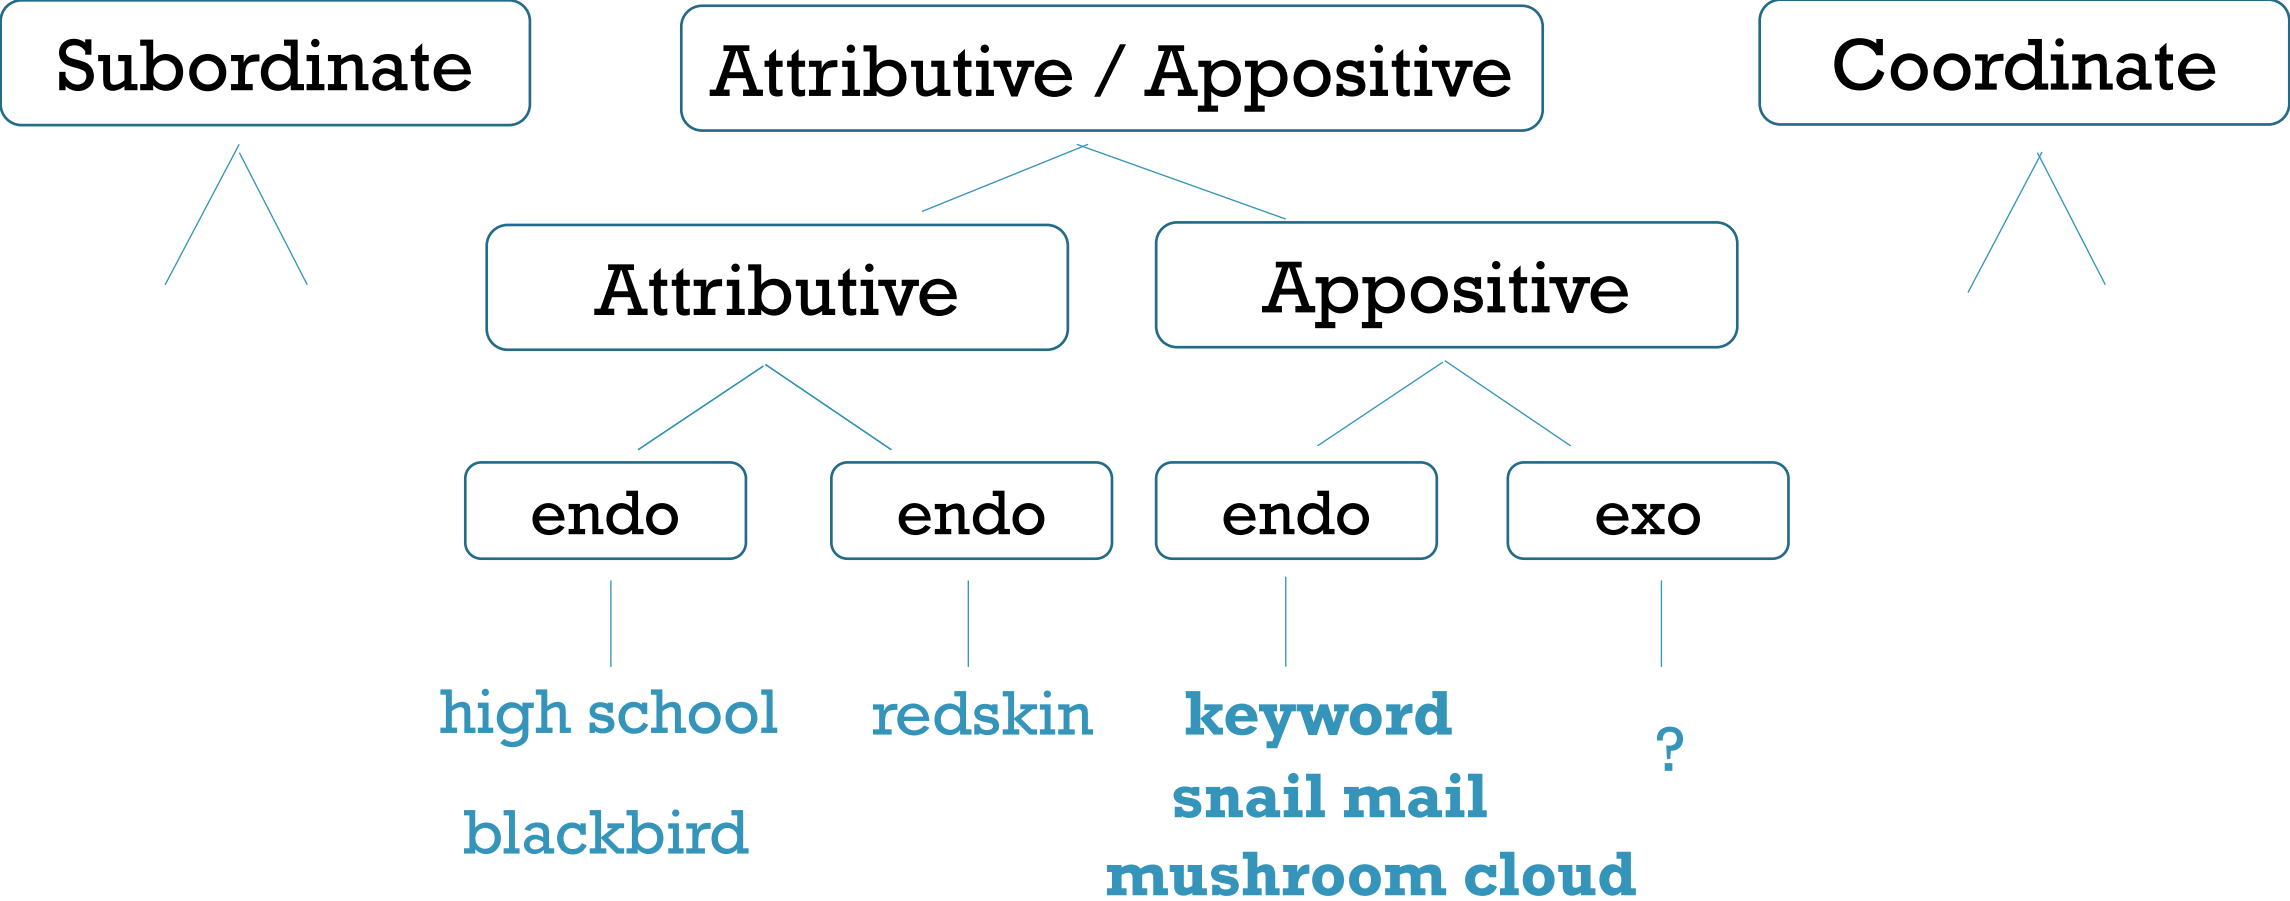 Subordinate
Attributive / Appositive
Coordinate
Attributive
Appositive
endo
endo
endo
exo
high school
redskin
keyword
?
snail mail
blackbird
mushroom cloud